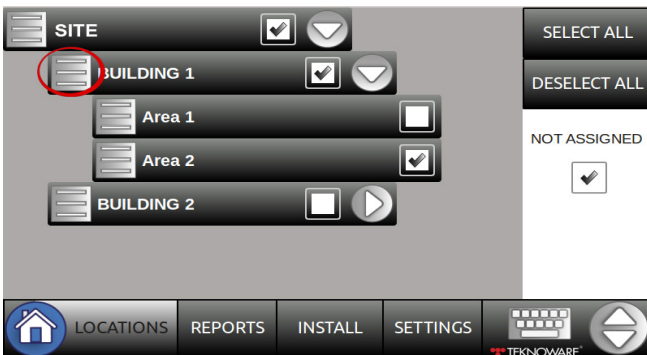 SITE
BUILDING 1
Area 1
Area 2
BUILDING 2
SELECT ALL
DESELECT ALL
NOT ASSIGNED
LOCATIONS REPORTS INSTALL SETTINGS
TEKNOWARE